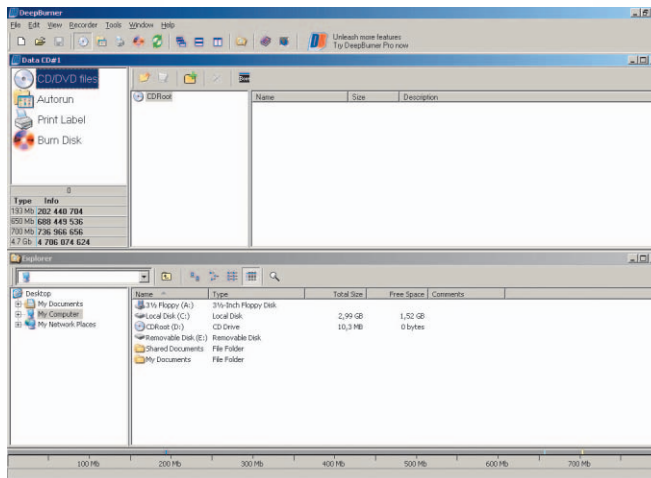 DeepBurner
File Edit View Recorder Tools Window Help
Unleash more features
Try DeepBurner Pro now
Data CD#1
CD/DVD files
Autorun
Print Label
Burn Disk
CDRoot
Name Size Description
0
Type Info
193 Mb 202 440 704
650 Mb 688 449 536
700 Mb 736 966 656
4.7 Gb 4 706 074 624
Explorer
Desktop
My Documents
My Computer
My Network Places
Name Type Total Size Free Space Comments
3½ Floppy (A:) 3½-Inch Floppy Disk
Local Disk (C:) Local Disk 2,99 GB 1,52 GB
CDRoot (D:) CD Drive 10,3 MB 0 bytes
Removable Disk (E:) Removable Disk
Shared Documents File Folder
My Documents File Folder
100 Mb 200 Mb 300 Mb 400 Mb 500 Mb 600 Mb 700 Mb